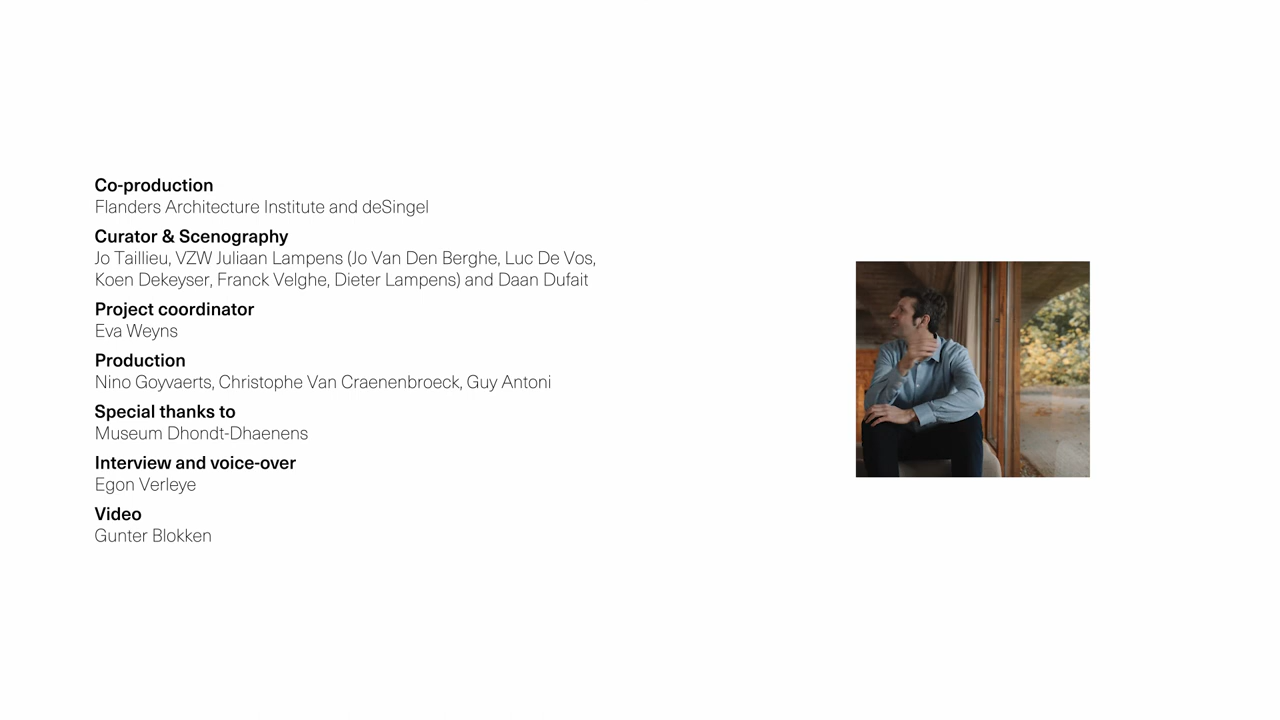 Co-production
Flanders Architecture Institute and deSingel
Curator & Scenography
Jo Taillieu, VZW Juliaan Lampens (Jo Van Den Berghe, Luc De Vos,
Koen Dekeyser, Franck Velghe, Dieter Lampens) and Daan Dufait
Project coordinator
Eva Weyns
Production
Nino Goyvaerts, Christophe Van Craenenbroeck, Guy Antoni
Special thanks to
Museum Dhondt-Dhaenens
Interview and voice-over
Egon Verleye
Video
Gunter Blokken